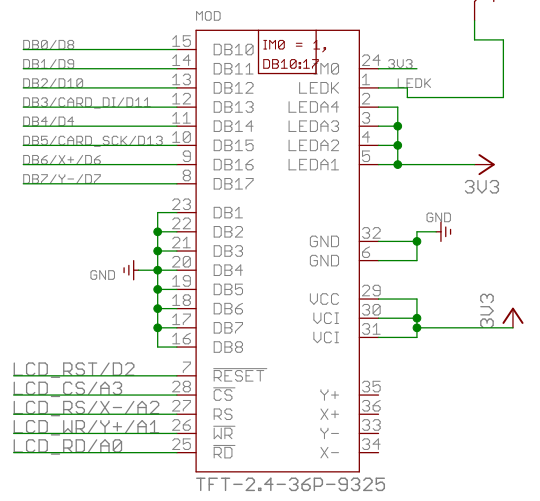 MOD
DB0/D8 15 DB10 IM0 = 1,
DB1/D9 14 DB11 DB10:17 M0 24 3V3
DB2/D10 13 DB12 LEDK 1 LEDK
DB3/CARD_DI/D11 12 DB13 LEDA4 2
DB4/D4 11 DB14 LEDA3 3
DB5/CARD_SCK/D13 10 DB15 LEDA2 4
DB6/X+/D6 9 DB16 LEDA1 5
DB7/Y-/D7 8 DB17 3V3
23 DB1
22 DB2 GND
21 DB3 GND 32
GND 20 DB4 GND 6
19 DB5 VCC 29
18 DB6 VCI 30 3V3
17 DB7 VCI 31
16 DB8
LCD_RST/D2 7 RESET
LCD_CS/A3 28 CS Y+ 35
LCD_RS/X-/A2 27 RS X+ 36
LCD_WR/Y+/A1 26 WR Y- 33
LCD_RD/A0 25 RD X- 34
TFT-2.4-36P-9325